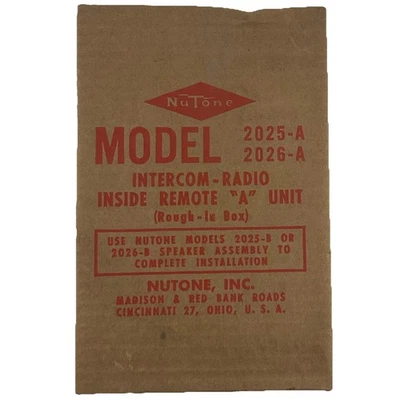 NuTone
MODEL 2025-A
2026-A
INTERCOM-RADIO
INSIDE REMOTE "A" UNIT
(Rough-In Box)
USE NUTONE MODELS 2025-B OR
2026-B SPEAKER ASSEMBLY TO
COMPLETE INSTALLATION
NUTONE, INC.
MADISON & RED BANK ROADS
CINCINNATI 27, OHIO, U. S. A.